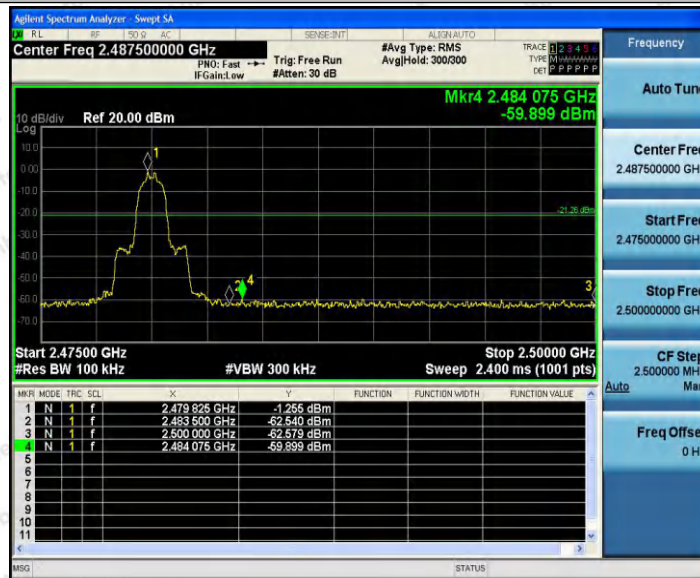 Agilent Spectrum Analyzer - Swept SA
RL RF 50 Ω AC SENSE:INT ALIGN AUTO
Center Freq 2.487500000 GHz
PNO: Fast
IFGain:Low
Trig: Free Run
#Atten: 30 dB
#Avg Type: RMS
Avg|Hold: 300/300
TRACE 1 2 3 4 5 6
TYPE M
DET P P P P P P
Mkr4 2.484 075 GHz
-59.899 dBm
10 dB/div Ref 20.00 dBm
Log
10.0
0.00
-10.0
-20.0
-30.0
-40.0
-50.0
-60.0
-70.0
1
-21.26 dBm
2
4
3
Start 2.47500 GHz
Stop 2.50000 GHz
#Res BW 100 kHz
#VBW 300 kHz
Sweep 2.400 ms (1001 pts)
MKR MODE TRC SCL X Y FUNCTION FUNCTION WIDTH FUNCTION VALUE
1 N 1 f 2.479 825 GHz -1.255 dBm
2 N 1 f 2.483 500 GHz -62.540 dBm
3 N 1 f 2.500 000 GHz -62.579 dBm
4 N 1 f 2.484 075 GHz -59.899 dBm
5
6
7
8
9
10
11
MSG
STATUS
Frequency
Auto Tun
Center Fre
2.487500000 GH
Start Fre
2.475000000 GH
Stop Fre
2.500000000 GH
CF Step
2.500000 MH
Auto Ma
Freq Offse
0 H